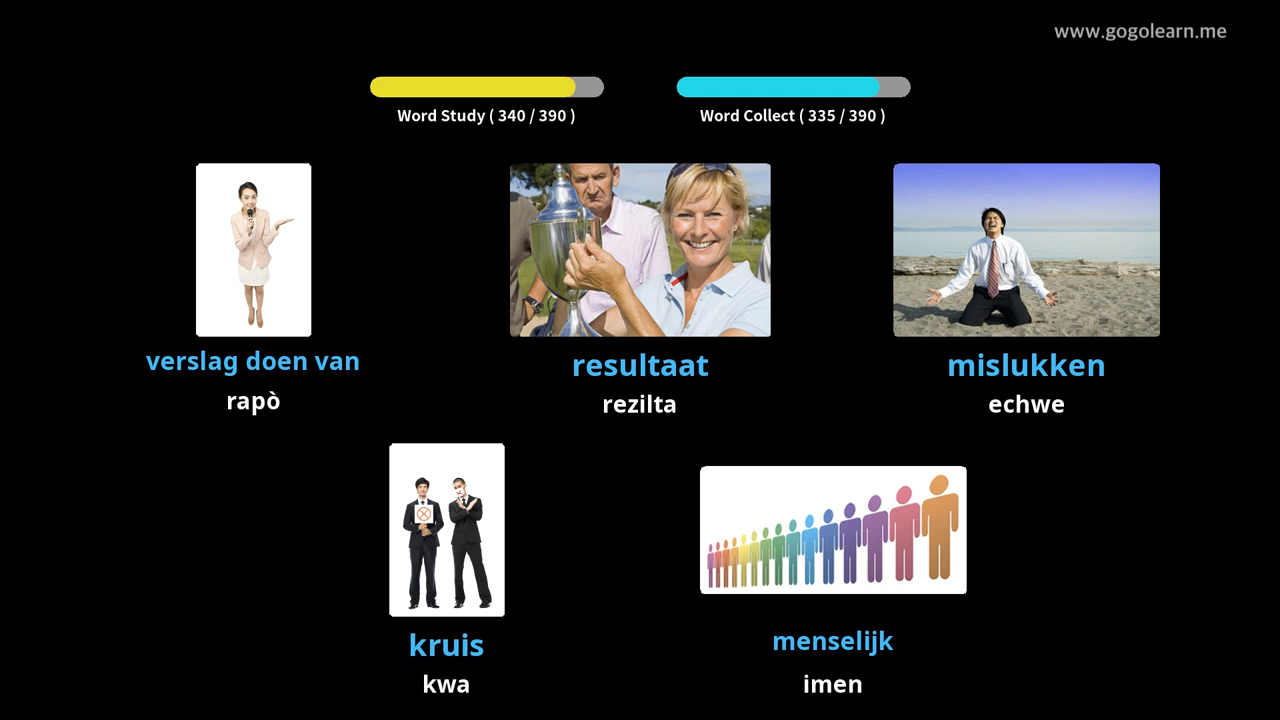 www.gogolearn.me
Word Study ( 340 / 390 )
Word Collect ( 335 / 390 )
verslag doen van
rapò
resultaat
rezilta
mislukken
echwe
kruis
kwa
menselijk
imen